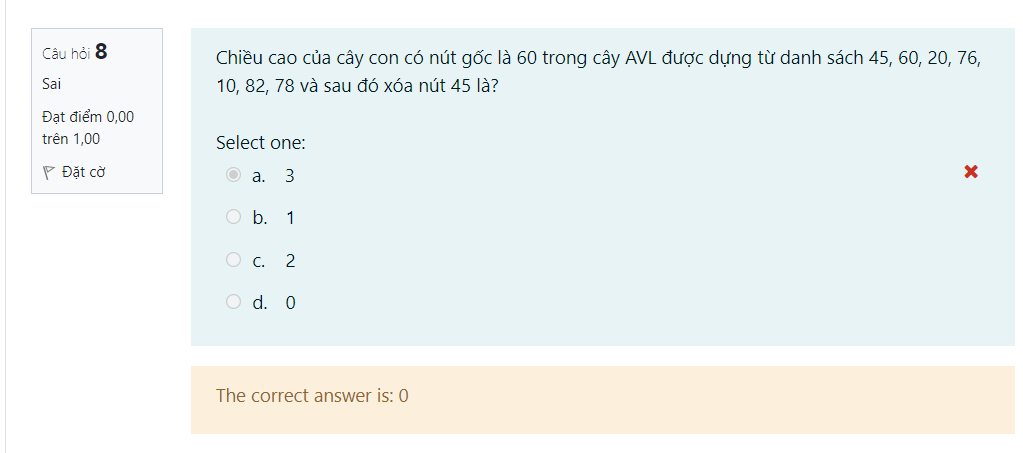 Câu hỏi 8
Sai
Đạt điểm 0,00
trên 1,00
Đặt cờ
Chiều cao của cây con có nút gốc là 60 trong cây AVL được dựng từ danh sách 45, 60, 20, 76,
10, 82, 78 và sau đó xóa nút 45 là?
Select one:
a. 3
b. 1
c. 2
d. 0
The correct answer is: 0